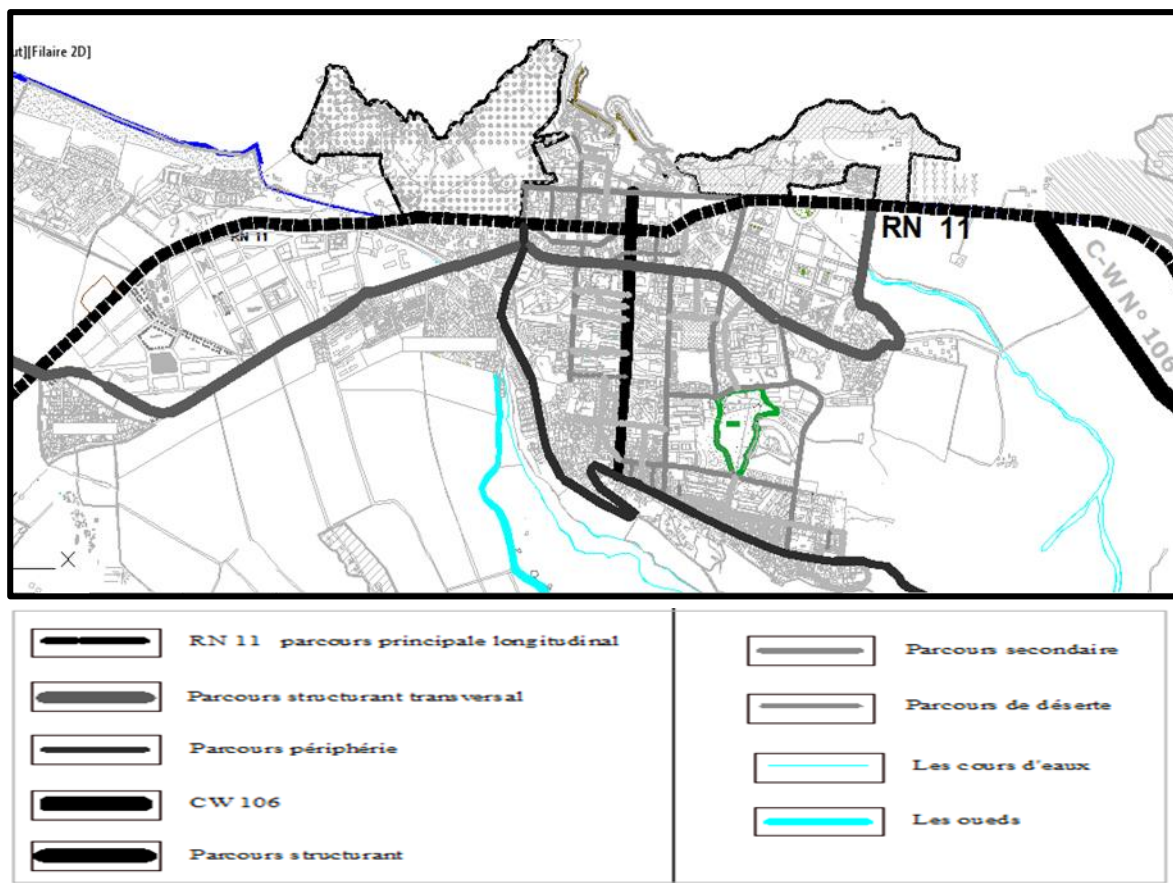 ut][Filaire 2D]
RN 11
RN 11
C-W N° 106
X
RN 11 parcours principale longitudinal
Parcours structurant transversal
Parcours périphérie
CW 106
Parcours structurant
Parcours secondaire
Parcours de déserte
Les cours d'eaux
Les oueds